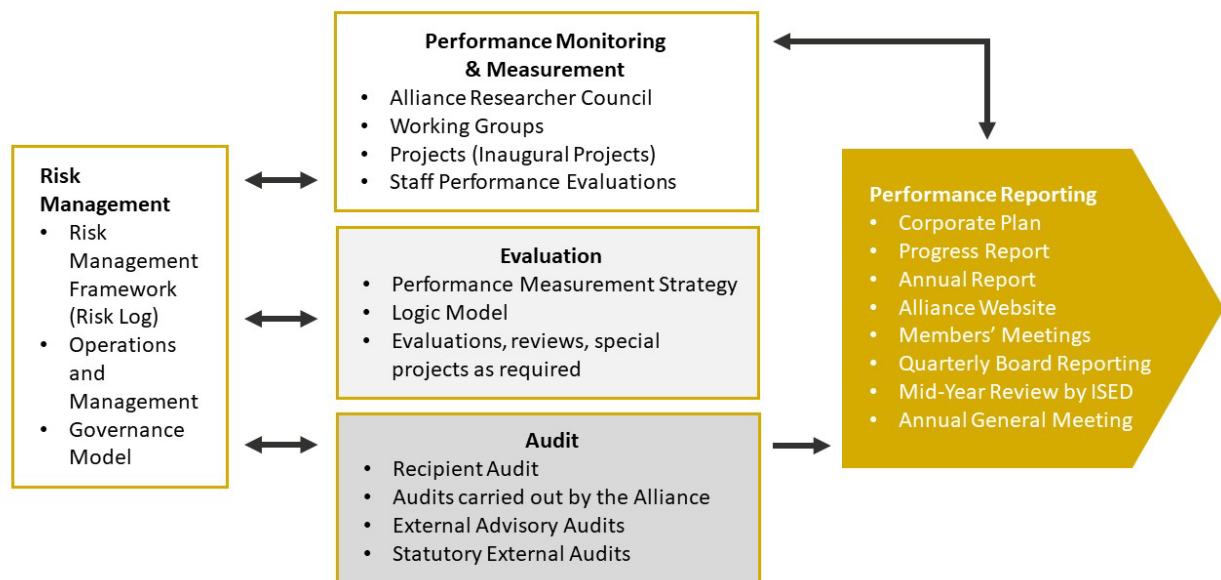 Performance Monitoring
& Measurement
• Alliance Researcher Council
• Working Groups
• Projects (Inaugural Projects)
• Staff Performance Evaluations
Risk
Management
• Risk
Management
Framework
(Risk Log)
• Operations
and
Management
• Governance
Model
Evaluation
• Performance Measurement Strategy
• Logic Model
• Evaluations, reviews, special
projects as required
Audit
• Recipient Audit
• Audits carried out by the Alliance
• External Advisory Audits
• Statutory External Audits
Performance Reporting
• Corporate Plan
• Progress Report
• Annual Report
• Alliance Website
• Members’ Meetings
• Quarterly Board Reporting
• Mid-Year Review by ISED
• Annual General Meeting